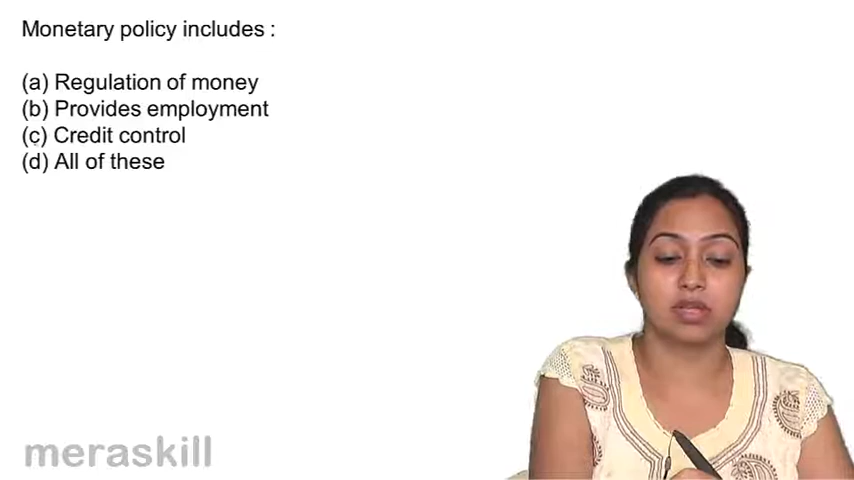 Monetary policy includes :
(a) Regulation of money
(b) Provides employment
(c) Credit control
(d) All of these
meraskill